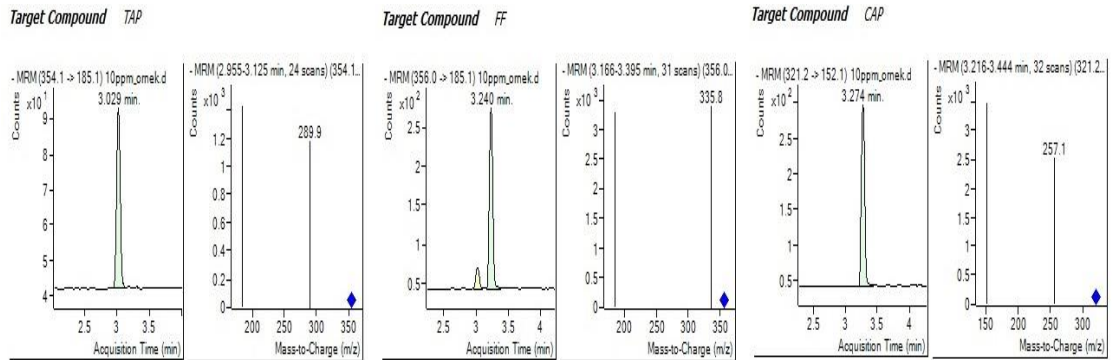 Target Compound TAP
- MRM (354.1 -> 185.1) 10ppm_ornek.d
Counts
x10 1
3.029 min.
9
8
7
6
5
4
2.5 3 3.5
Acquisition Time (min)
- MRM (2.955-3.125 min, 24 scans) (354.1...
Counts
x10 3
289.9
1.2
1
0.8
0.6
0.4
0.2
0
200 250 300 350
Mass-to-Charge (m/z)
Target Compound FF
- MRM (356.0 -> 185.1) 10ppm_ornek.d
Counts
x10 2
3.240 min.
2.5
2
1.5
1
0.5
2.5 3 3.5 4
Acquisition Time (min)
- MRM (3.166-3.395 min, 31 scans) (356.0...
Counts
x10 3
335.8
3
2.5
2
1.5
1
0.5
0
200 250 300 350
Mass-to-Charge (m/z)
Target Compound CAP
- MRM (321.2 -> 152.1) 10ppm_ornek.d
Counts
x10 2
3.274 min.
2.5
2
1.5
1
0.5
2.5 3 3.5 4
Acquisition Time (min)
- MRM (3.216-3.444 min, 32 scans) (321.2...
Counts
x10 3
257.1
3
2.5
2
1.5
1
0.5
0
150 200 250 300
Mass-to-Charge (m/z)